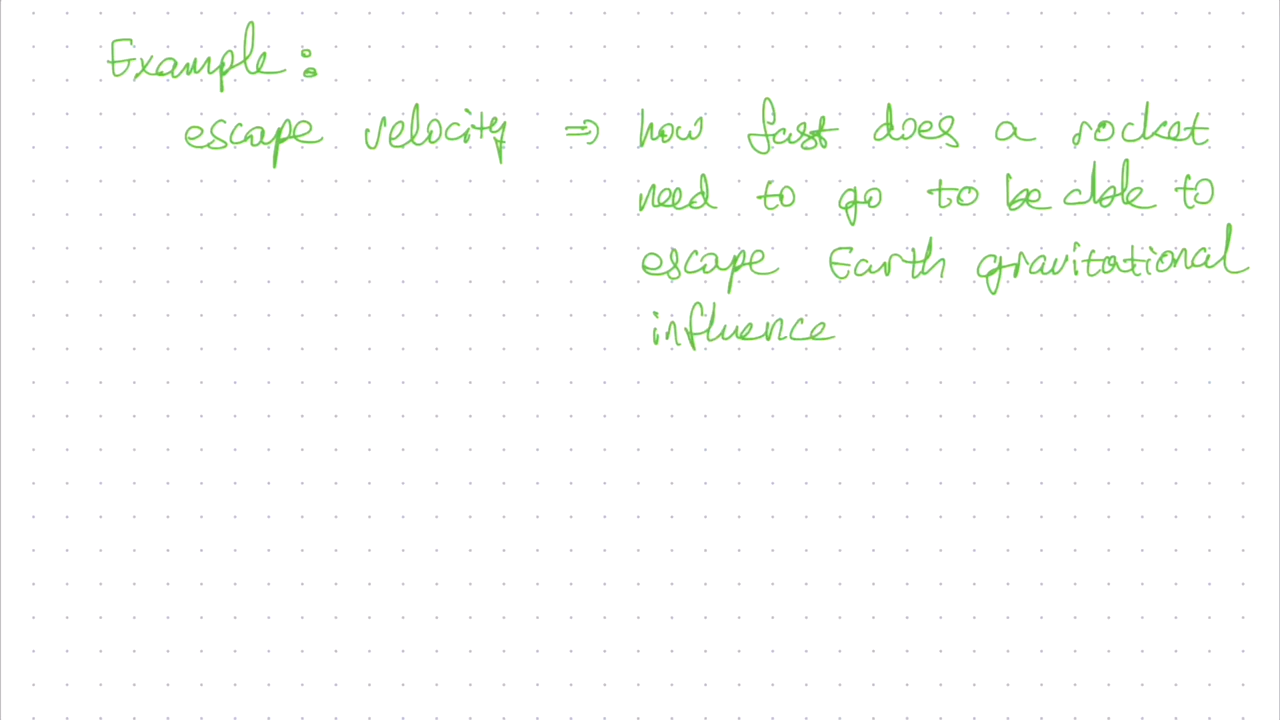 Example:
escape velocity ⇒ how fast does a rocket
need to go to be able to
escape Earth gravitational
influence